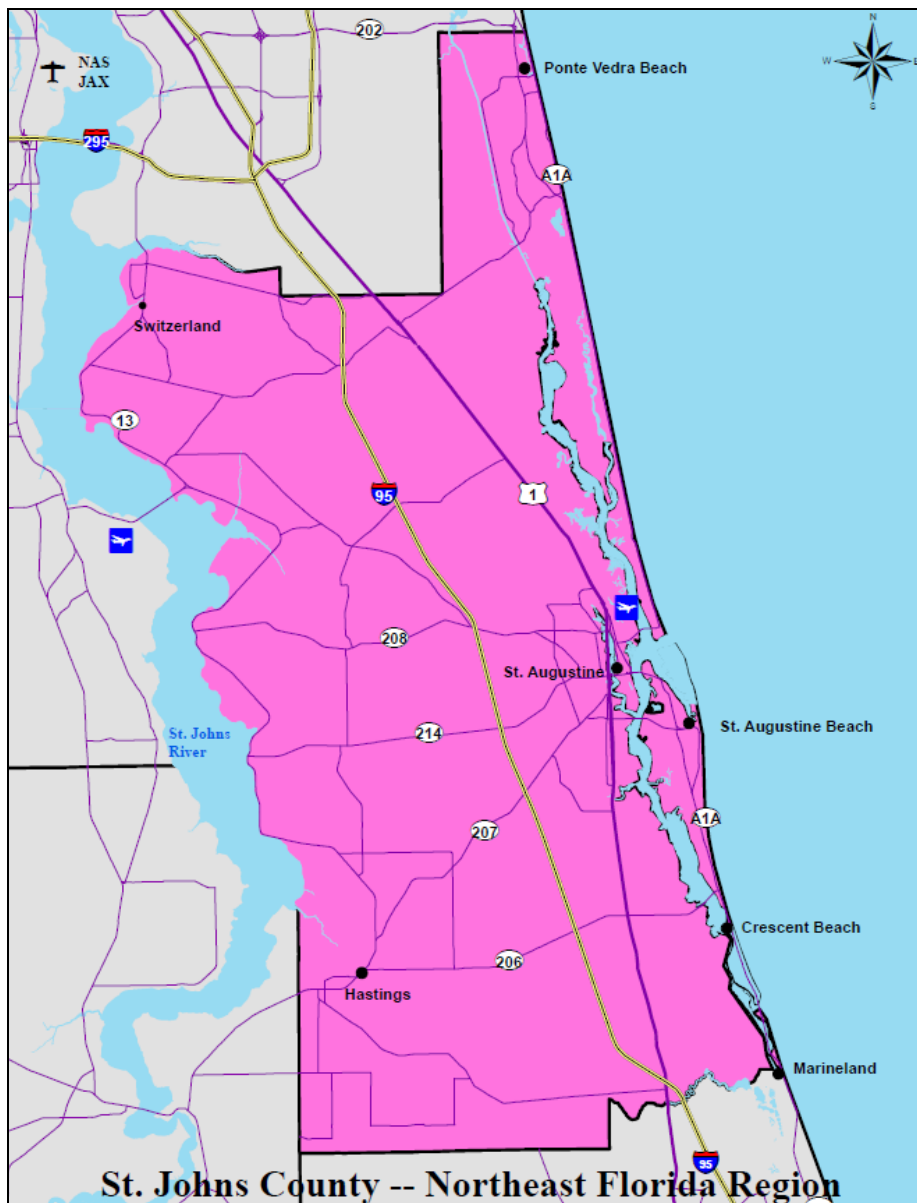 202
N
NAS
JAX
Ponte Vedra Beach
W
E
S
295
A1A
Switzerland
13
95
1
208
St. Augustine
St. Johns
River
214
St. Augustine Beach
A1A
207
Crescent Beach
206
Hastings
Marineland
95
St. Johns County -- Northeast Florida Region